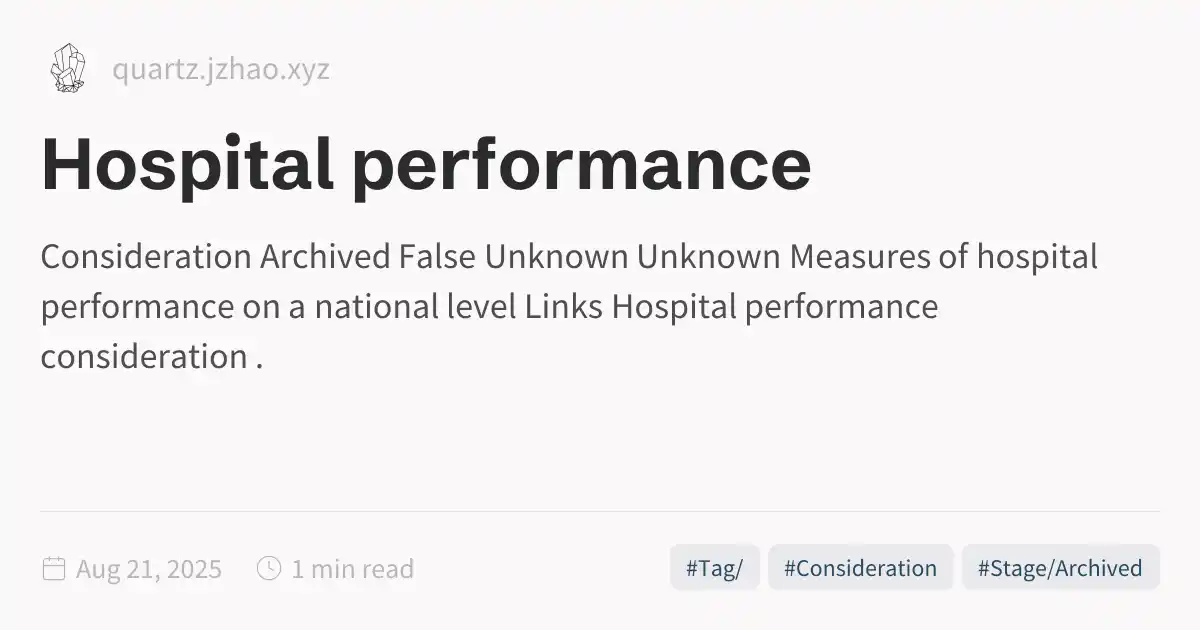 quartz.jzhao.xyz
Hospital performance
Consideration Archived False Unknown Unknown Measures of hospital
performance on a national level Links Hospital performance
consideration .
Aug 21, 2025 1 min read #Tag/ #Consideration #Stage/Archived